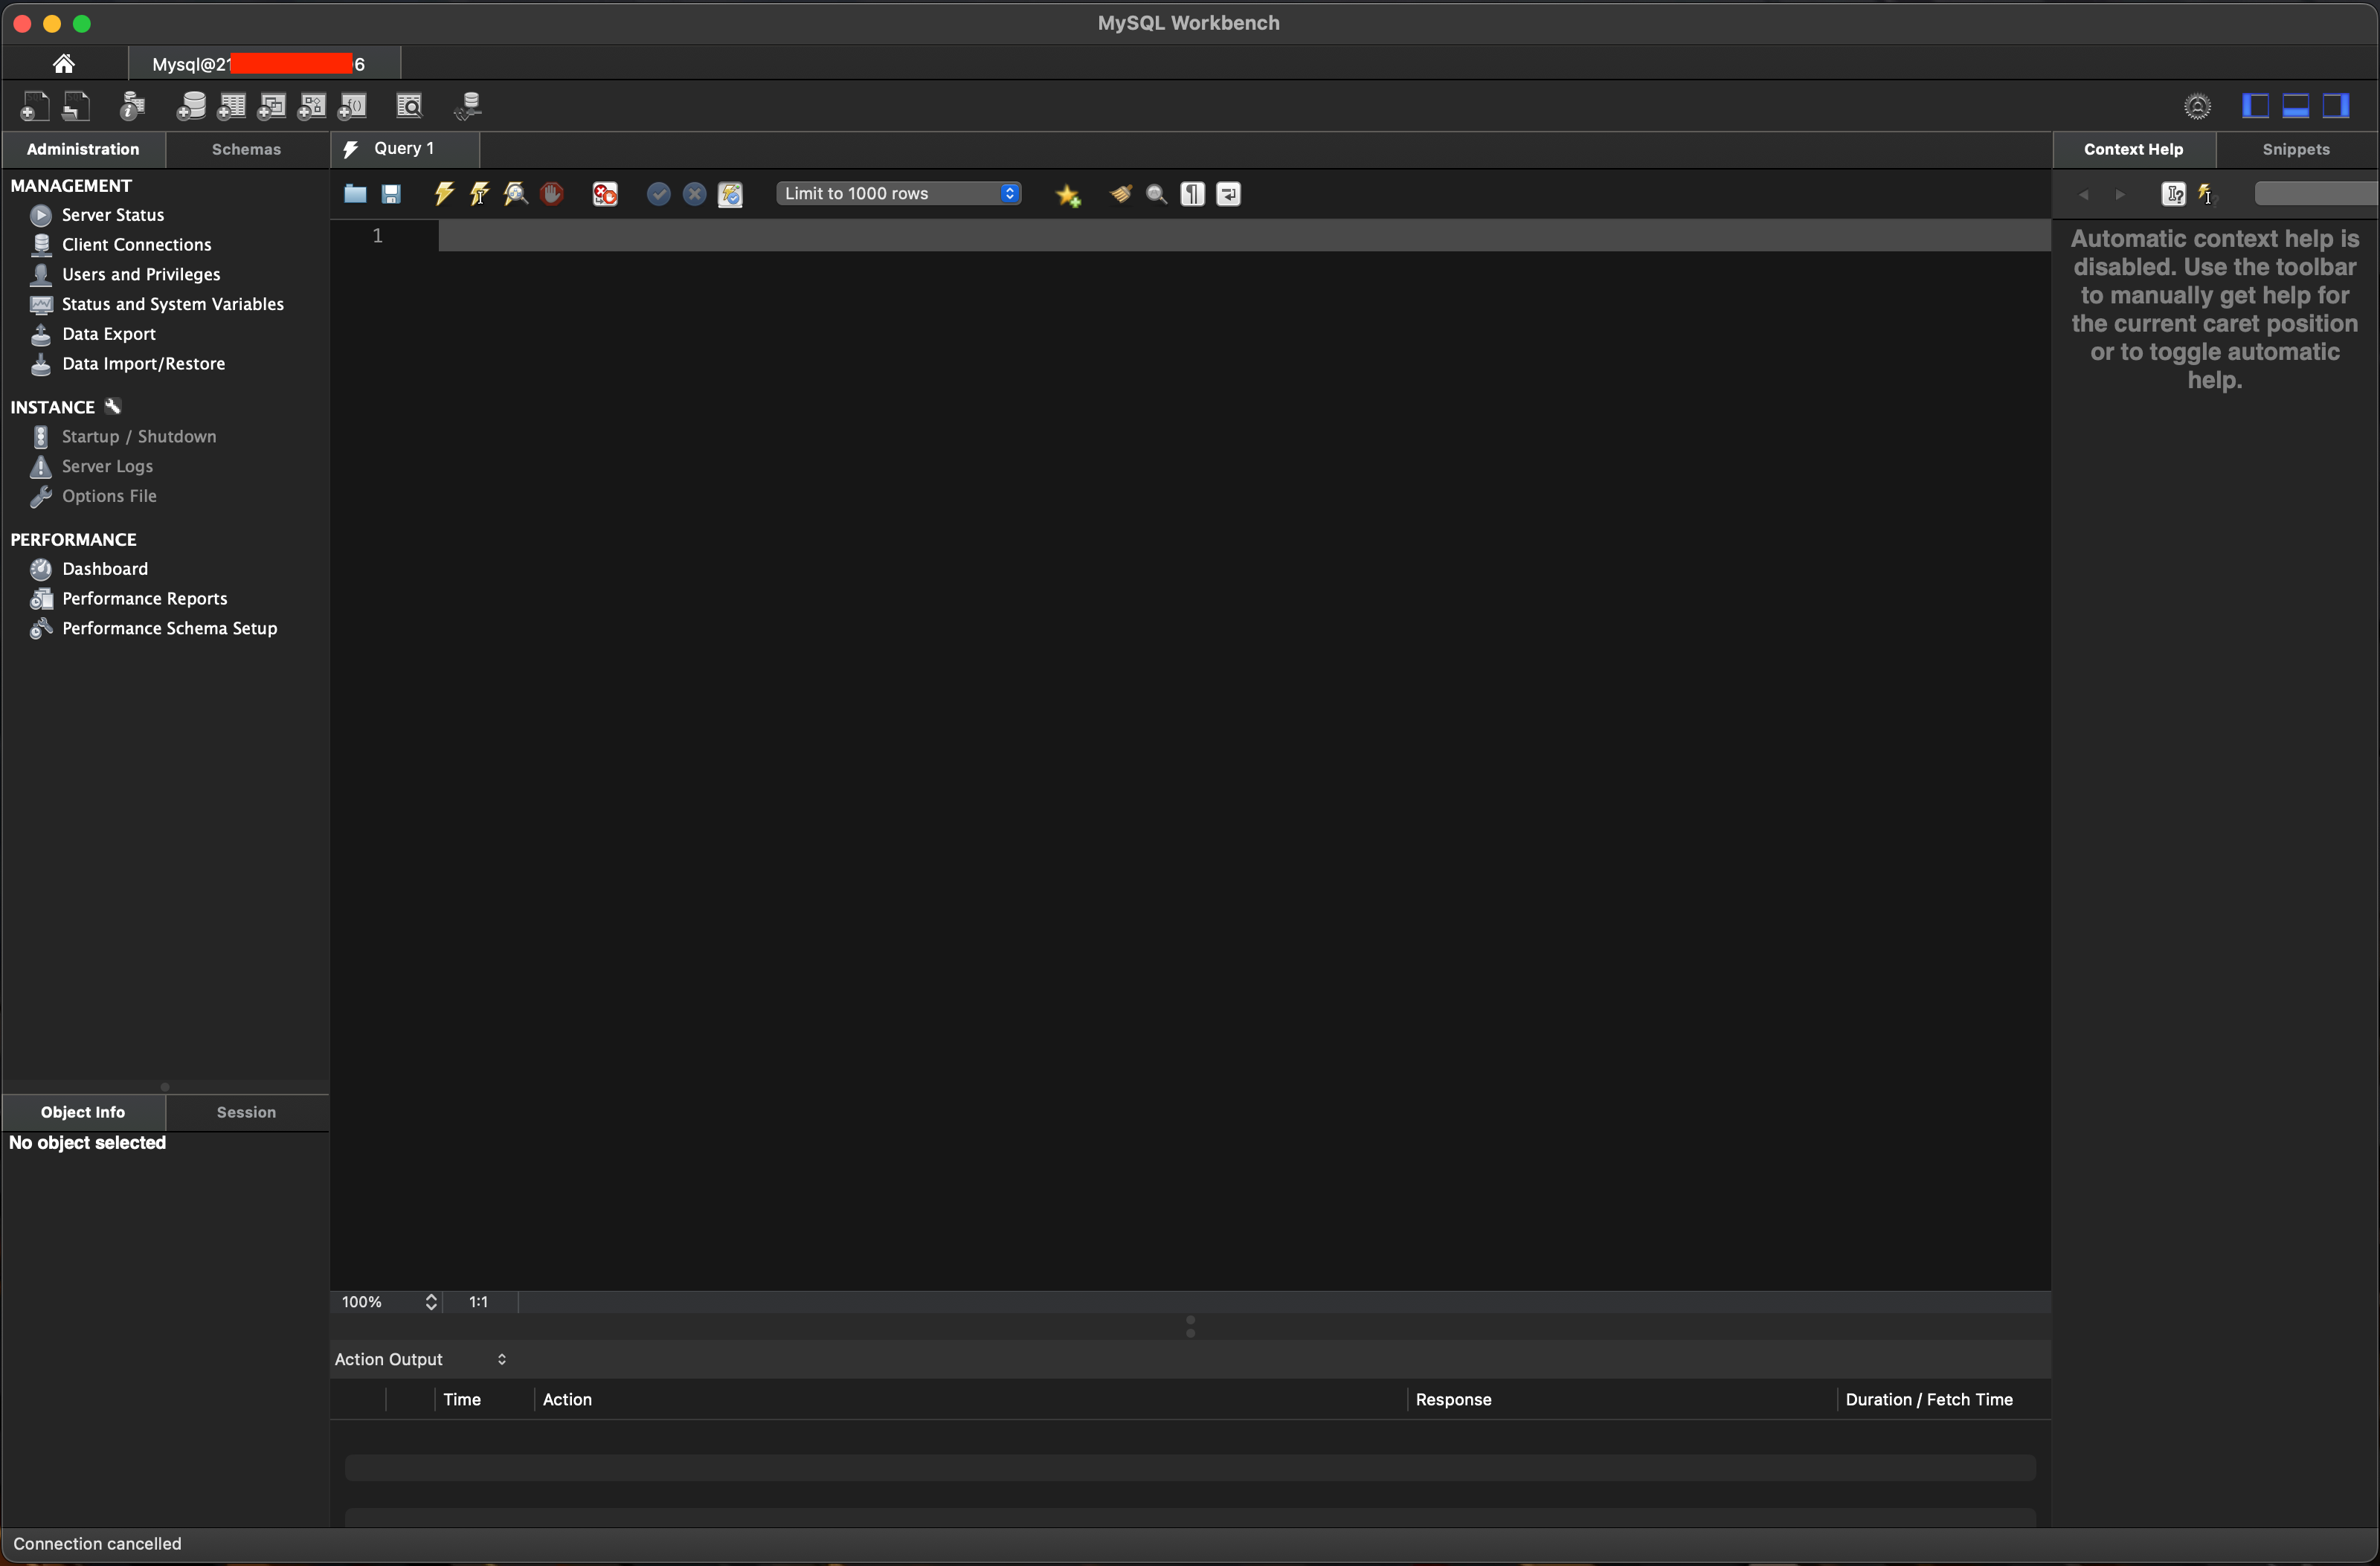 MySQL Workbench
Mysql@21 6
Administration Schemas
Query 1
Context Help Snippets
MANAGEMENT
Server Status
Client Connections
Users and Privileges
Status and System Variables
Data Export
Data Import/Restore
INSTANCE
Startup / Shutdown
Server Logs
Options File
PERFORMANCE
Dashboard
Performance Reports
Performance Schema Setup
Limit to 1000 rows
1
Automatic context help is
disabled. Use the toolbar
to manually get help for
the current caret position
or to toggle automatic
help.
Object Info Session
No object selected
100% 1:1
Action Output
Time Action Response Duration / Fetch Time
Connection cancelled